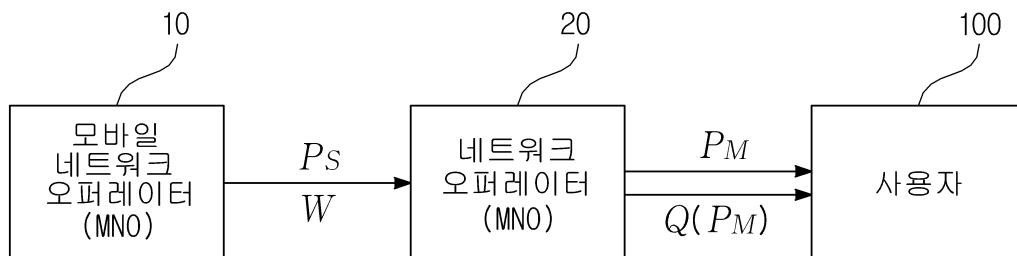 10
20
100
모바일
네트워크
오퍼레이터
(MNO)
PS
W
네트워크
오퍼레이터
(MNO)
PM
Q(PM)
사용자